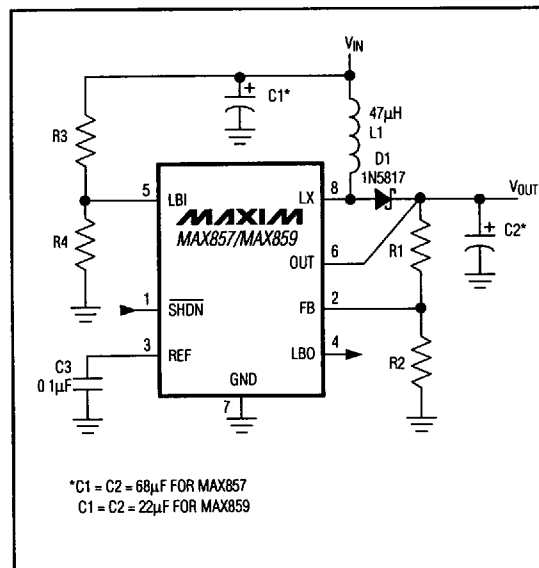 VIN
C1*
+
47µH
L1
R3
D1
1N5817
5
LBI
LX
8
VOUT
MAXIM
MAX857/MAX859
R4
OUT
6
R1
+
C2*
1
SHDN
FB
2
3
REF
LBO
4
C3
0.1µF
R2
GND
7
*C1 = C2 = 68µF FOR MAX857
C1 = C2 = 22µF FOR MAX859